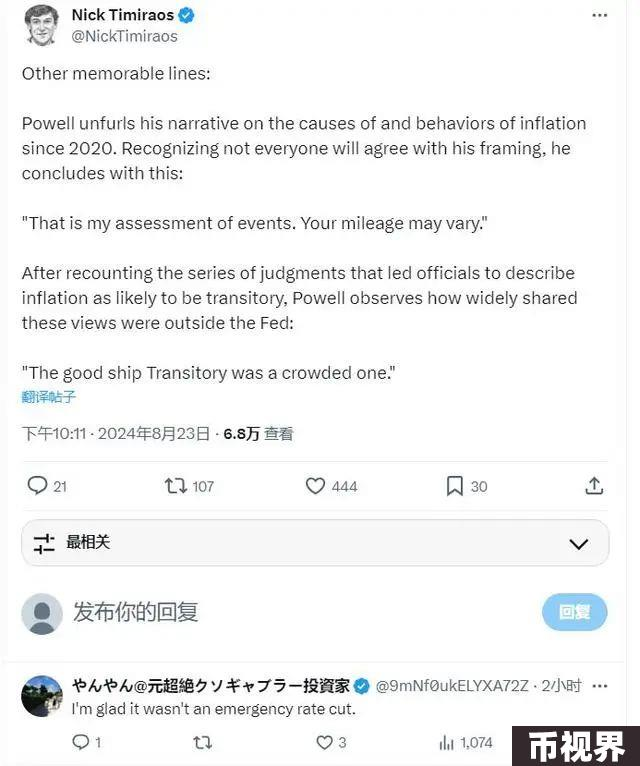 Nick Timiraos
@NickTimiraos
Other memorable lines:
Powell unfurls his narrative on the causes of and behaviors of inflation
since 2020. Recognizing not everyone will agree with his framing, he
concludes with this:
"That is my assessment of events. Your mileage may vary."
After recounting the series of judgments that led officials to describe
inflation as likely to be transitory, Powell observes how widely shared
these views were outside the Fed:
"The good ship Transitory was a crowded one."
翻译帖子
下午10:11 · 2024年8月23日 · 6.8万 查看
21 107 444 30
最相关
发布你的回复 回复
やんやん@元超絶クソギャブラー投資家 @9mNf0ukELYXA72Z · 2小时
I'm glad it wasn't an emergency rate cut.
1 3 1,074
币视界